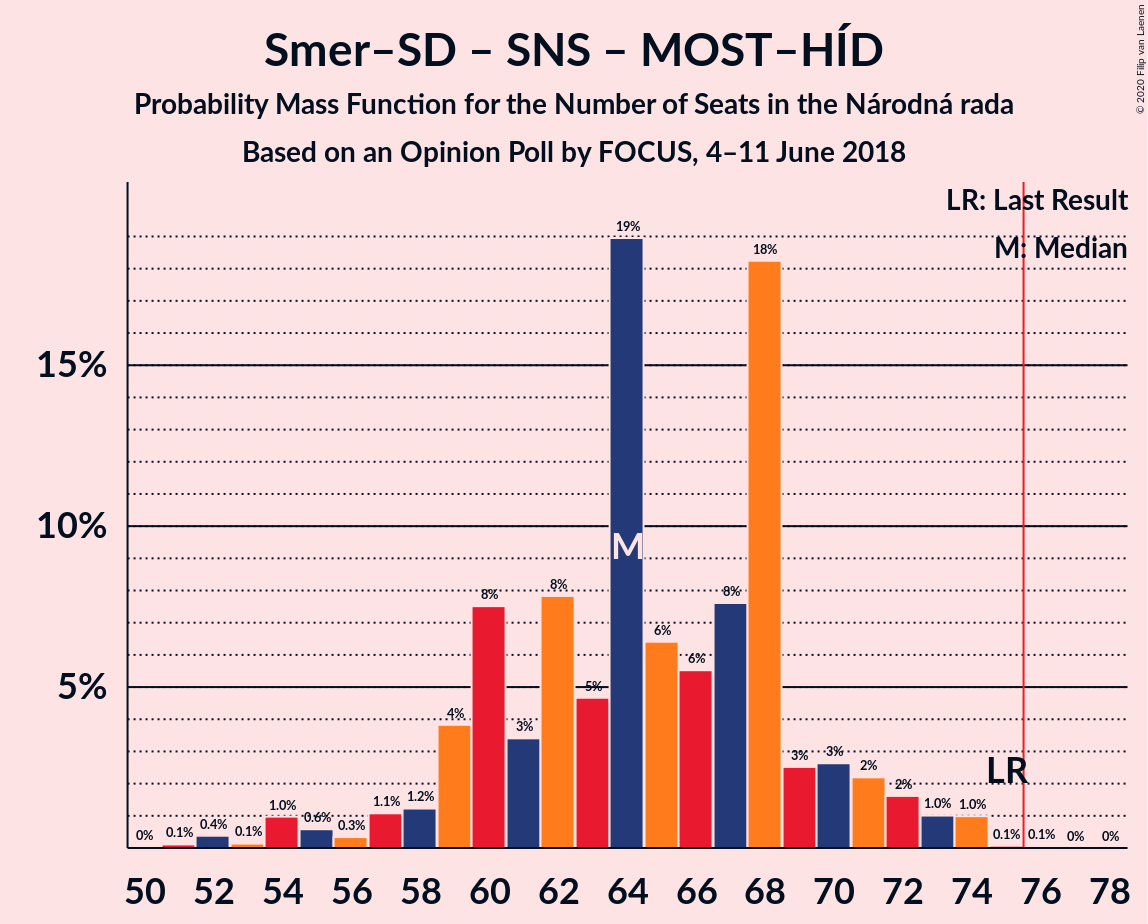 Smer–SD – SNS – MOST–HÍD
Probability Mass Function for the Number of Seats in the Národná rada
Based on an Opinion Poll by FOCUS, 4–11 June 2018
© 2020 Filip van Laenen
LR: Last Result
M: Median
15%
10%
5%
0% 0.1% 0.4% 0.1% 1.0% 0.6% 0.3% 1.1% 1.2% 4% 8% 3% 8% 5% 19% 6% 6% 8% 18% 3% 3% 2% 2% 1.0% 1.0% 0.1% 0.1% 0% 0%
M
LR
50 52 54 56 58 60 62 64 66 68 70 72 74 76 78